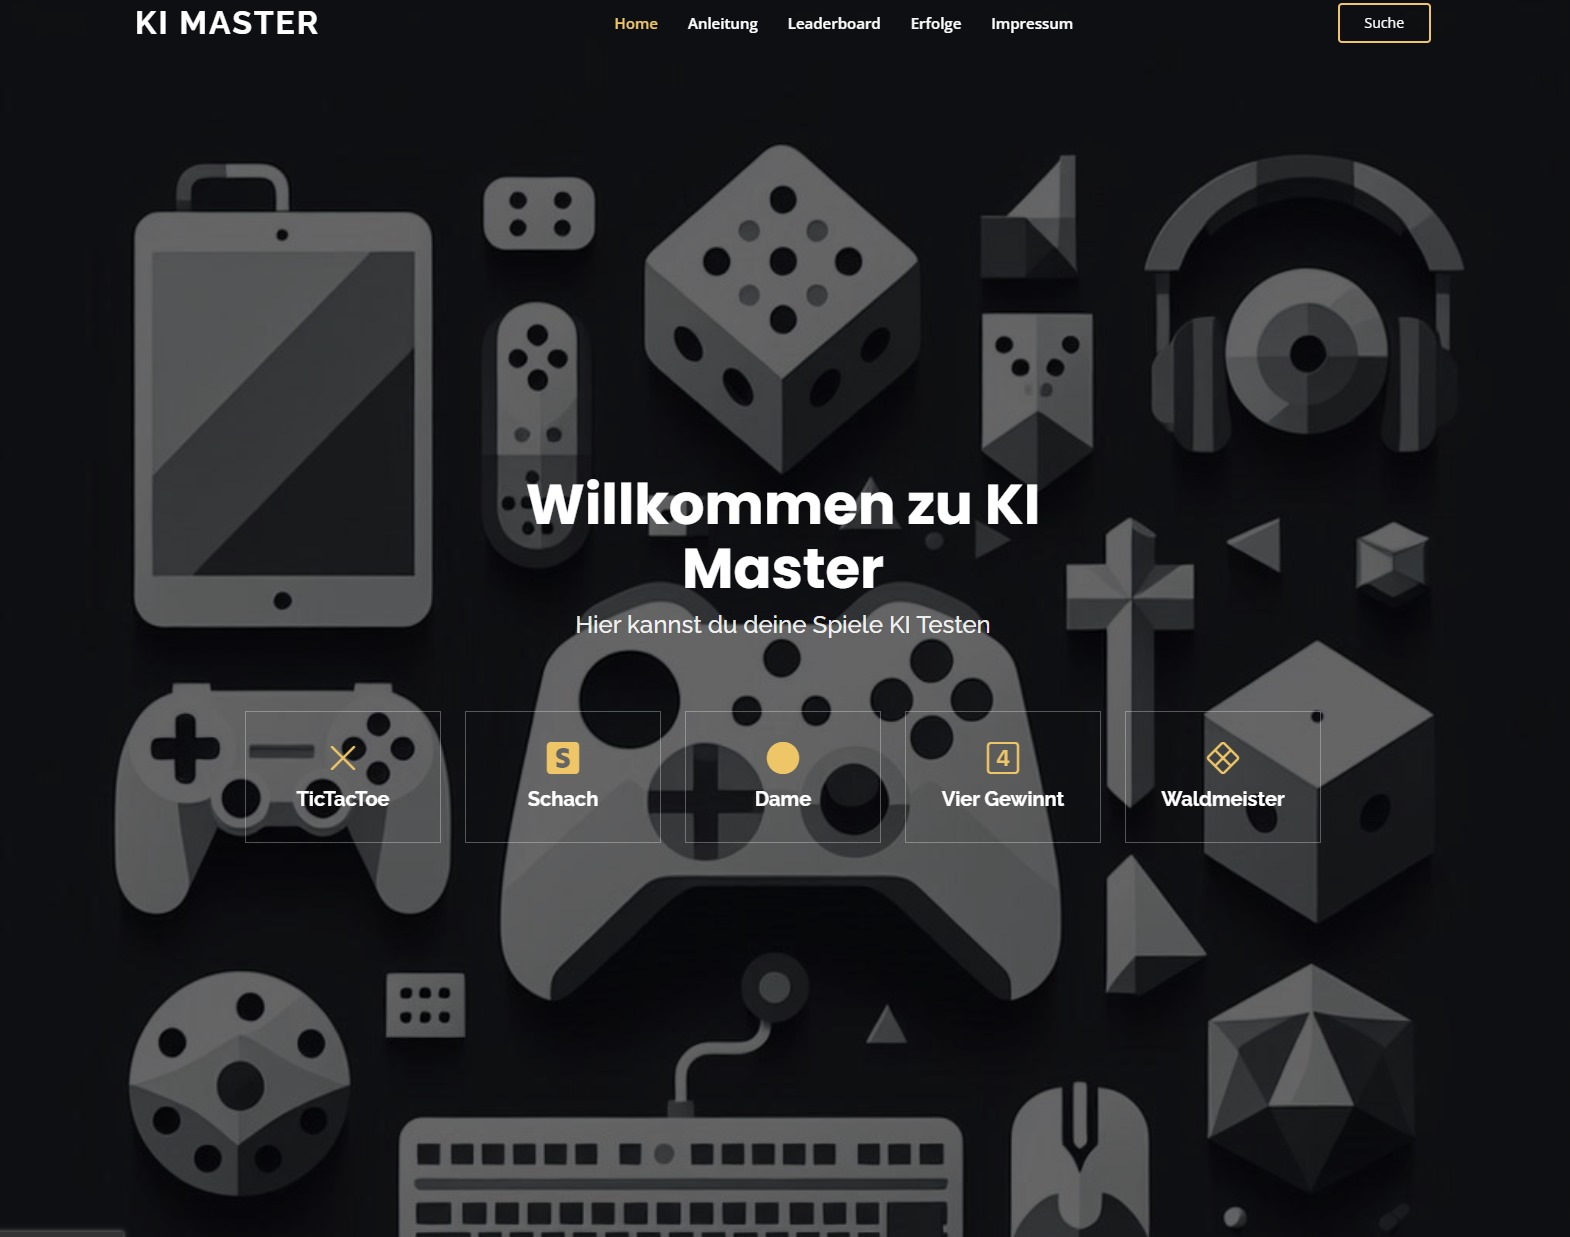 KI MASTER
Home Anleitung Leaderboard Erfolge Impressum
Suche
Willkommen zu KI
Master
Hier kannst du deine Spiele KI Testen
S 4
TicTacToe Schach Dame Vier Gewinnt Waldmeister